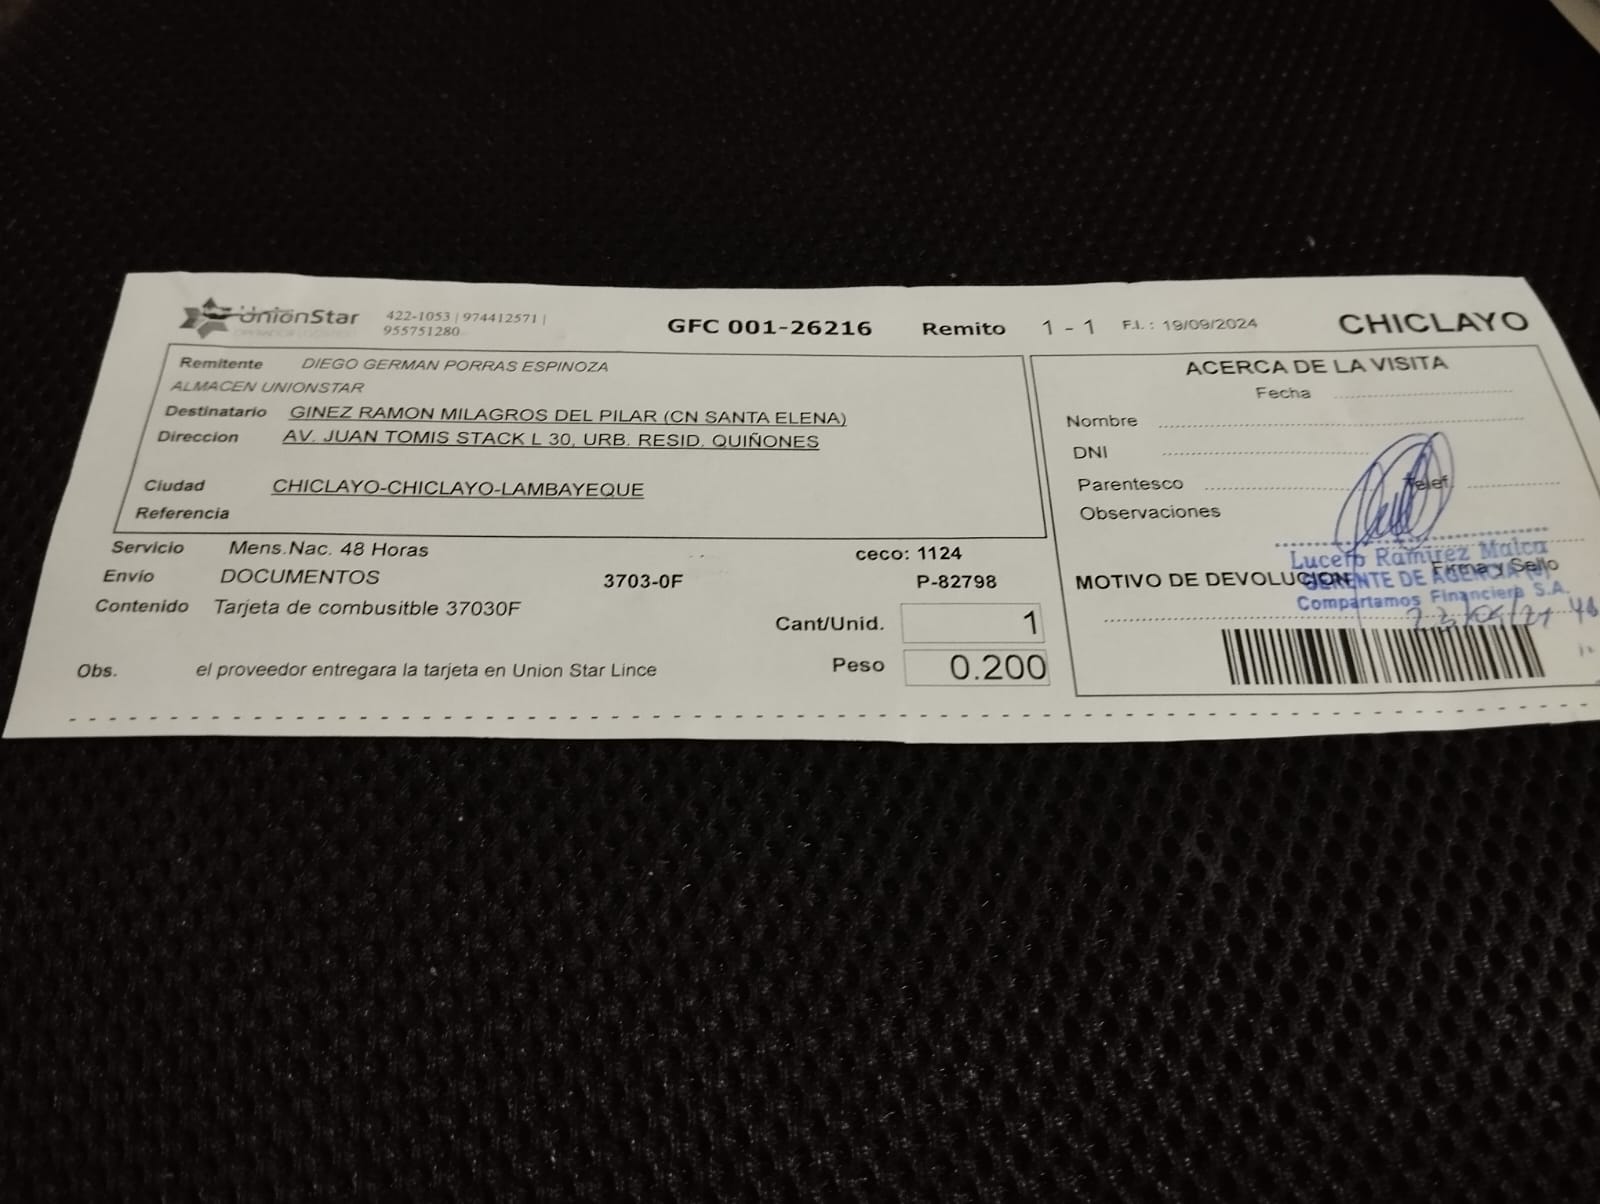 UnionStar
422-1053 | 974412571 |
955751280
GFC 001-26216 Remito 1 - 1 F.I. : 19/09/2024 CHICLAYO
Remitente DIEGO GERMAN PORRAS ESPINOZA
ALMACEN UNIONSTAR
Destinatario GINEZ RAMON MILAGROS DEL PILAR (CN SANTA ELENA)
Direccion AV. JUAN TOMIS STACK L 30, URB. RESID. QUIÑONES
Ciudad CHICLAYO-CHICLAYO-LAMBAYEQUE
Referencia
Servicio Mens.Nac. 48 Horas ceco: 1124
Envío DOCUMENTOS 3703-0F P-82798
Contenido Tarjeta de combusitble 37030F
Cant/Unid. 1
Obs. el proveedor entregara la tarjeta en Union Star Lince
Peso 0.200
ACERCA DE LA VISITA
Fecha
Nombre
DNI
Parentesco Telef.
Observaciones
Lucero Ramirez Malca
Firma y Sello
MOTIVO DE DEVOLUCION
GERENTE DE AGENCIA
Compartamos Financiera S.A.